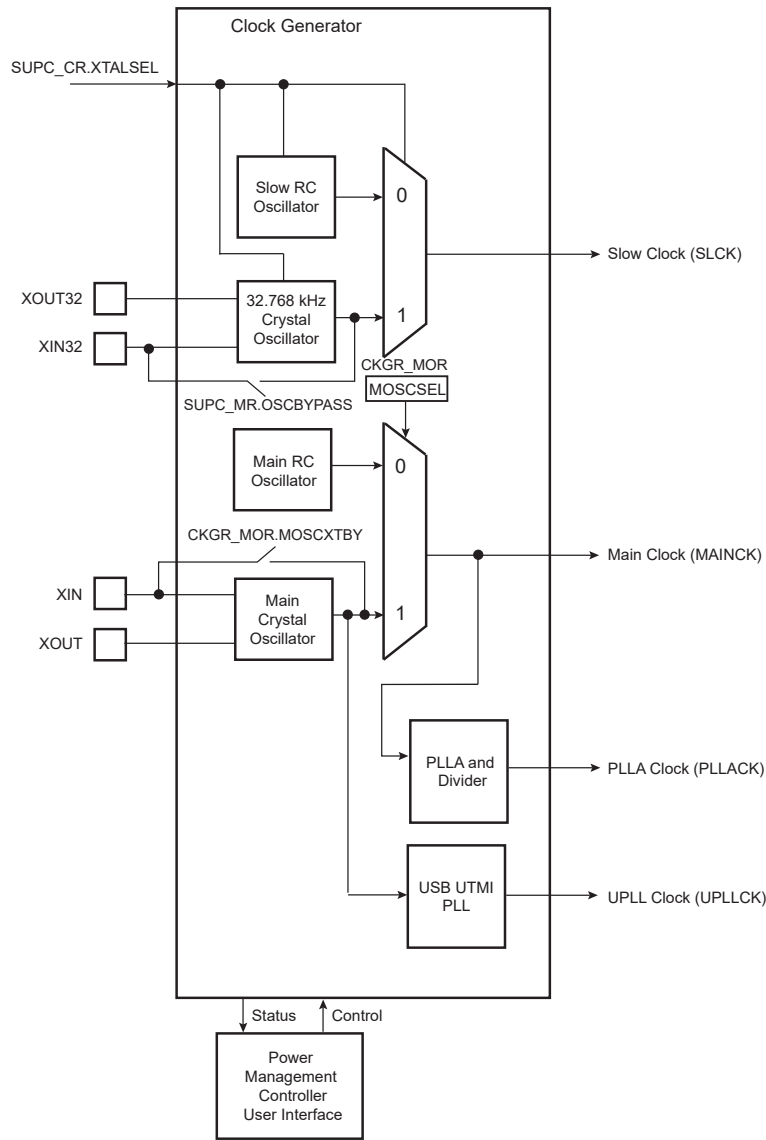 Clock Generator
SUPC_CR.XTALSEL
Slow RC
Oscillator
0
Slow Clock (SLCK)
XOUT32
32.768 kHz
Crystal
Oscillator
1
XIN32
CKGR_MOR
MOSCSEL
SUPC_MR.OSCBYPASS
Main RC
Oscillator
0
CKGR_MOR.MOSCXTBY
Main Clock (MAINCK)
XIN
Main
Crystal
Oscillator
1
XOUT
PLLA and
Divider
PLLA Clock (PLLACK)
USB UTMI
PLL
UPLL Clock (UPLLCK)
Status
Control
Power
Management
Controller
User Interface